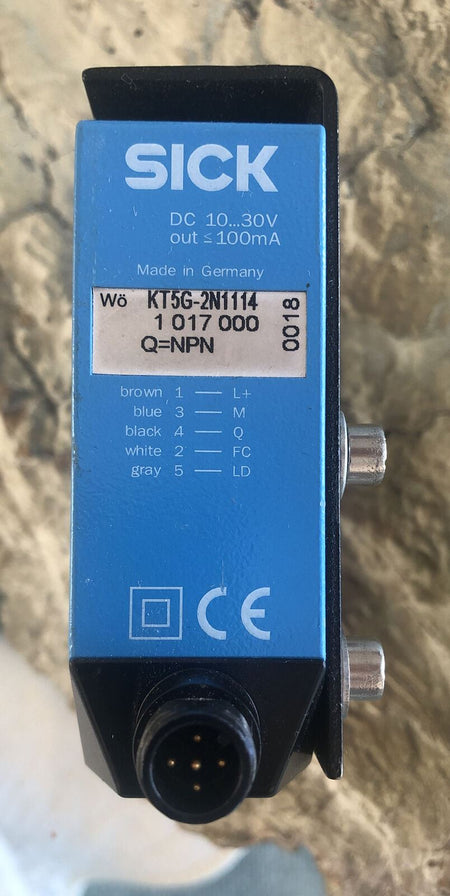 SICK
DC 10...30V
out ≤ 100mA
Made in Germany
Wö KT5G-2N1114
1 017 000
Q=NPN
0018
brown 1 — L+
blue 3 — M
black 4 — Q
white 2 — FC
gray 5 — LD
CE